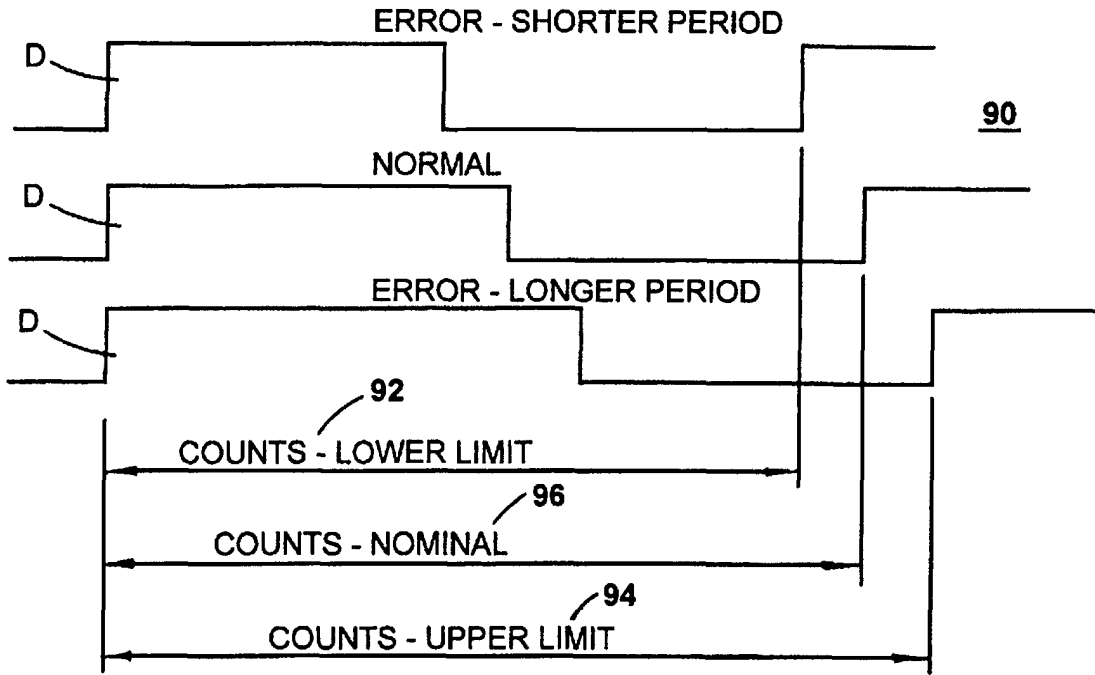 ERROR - SHORTER PERIOD
D
90
NORMAL
D
ERROR - LONGER PERIOD
D
92
COUNTS - LOWER LIMIT
96
COUNTS - NOMINAL
94
COUNTS - UPPER LIMIT